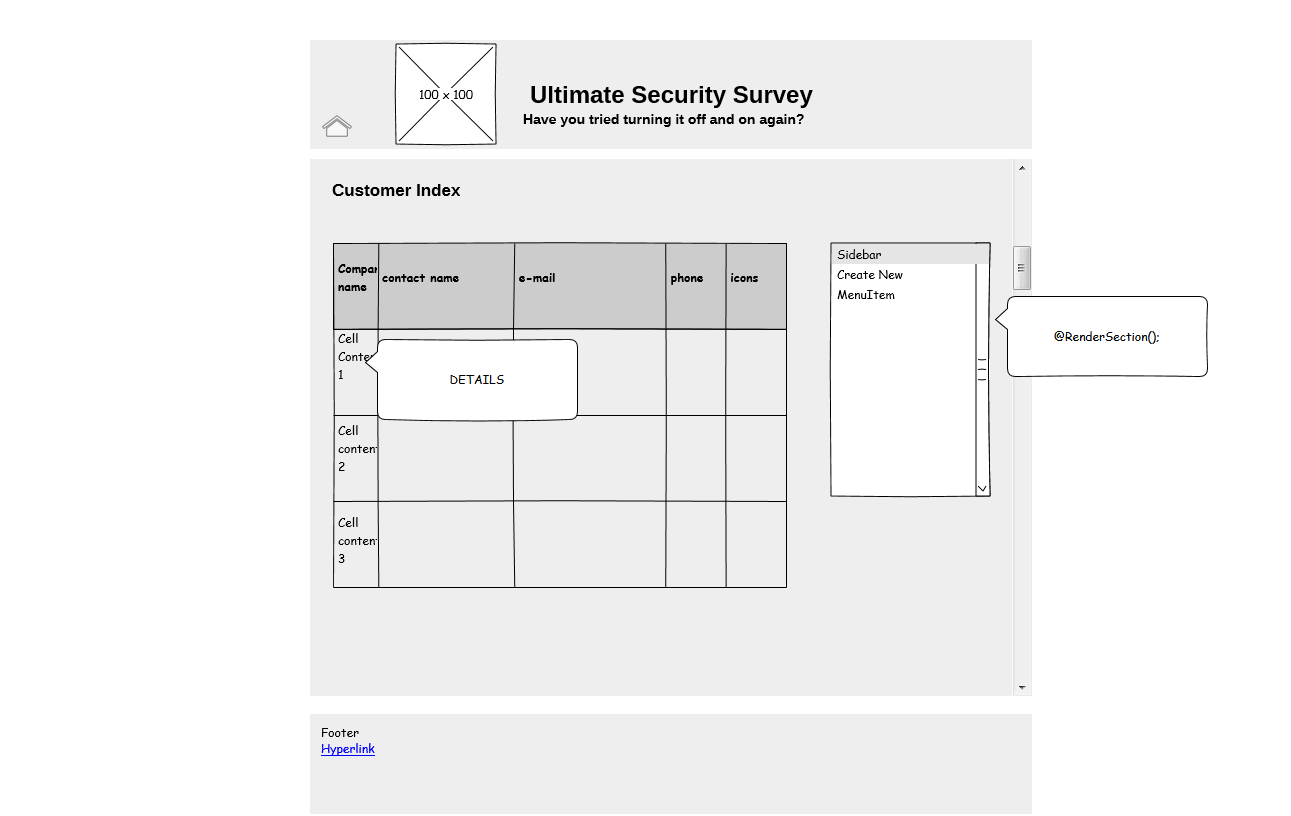 100 x 100
Ultimate Security Survey
Have you tried turning it off and on again?
Customer Index
Compan
name
contact name
e-mail
phone
icons
Cell
Conte
1
DETAILS
Cell
content
2
Cell
content
3
Sidebar
Create New
MenuItem
@RenderSection();
Footer
Hyperlink